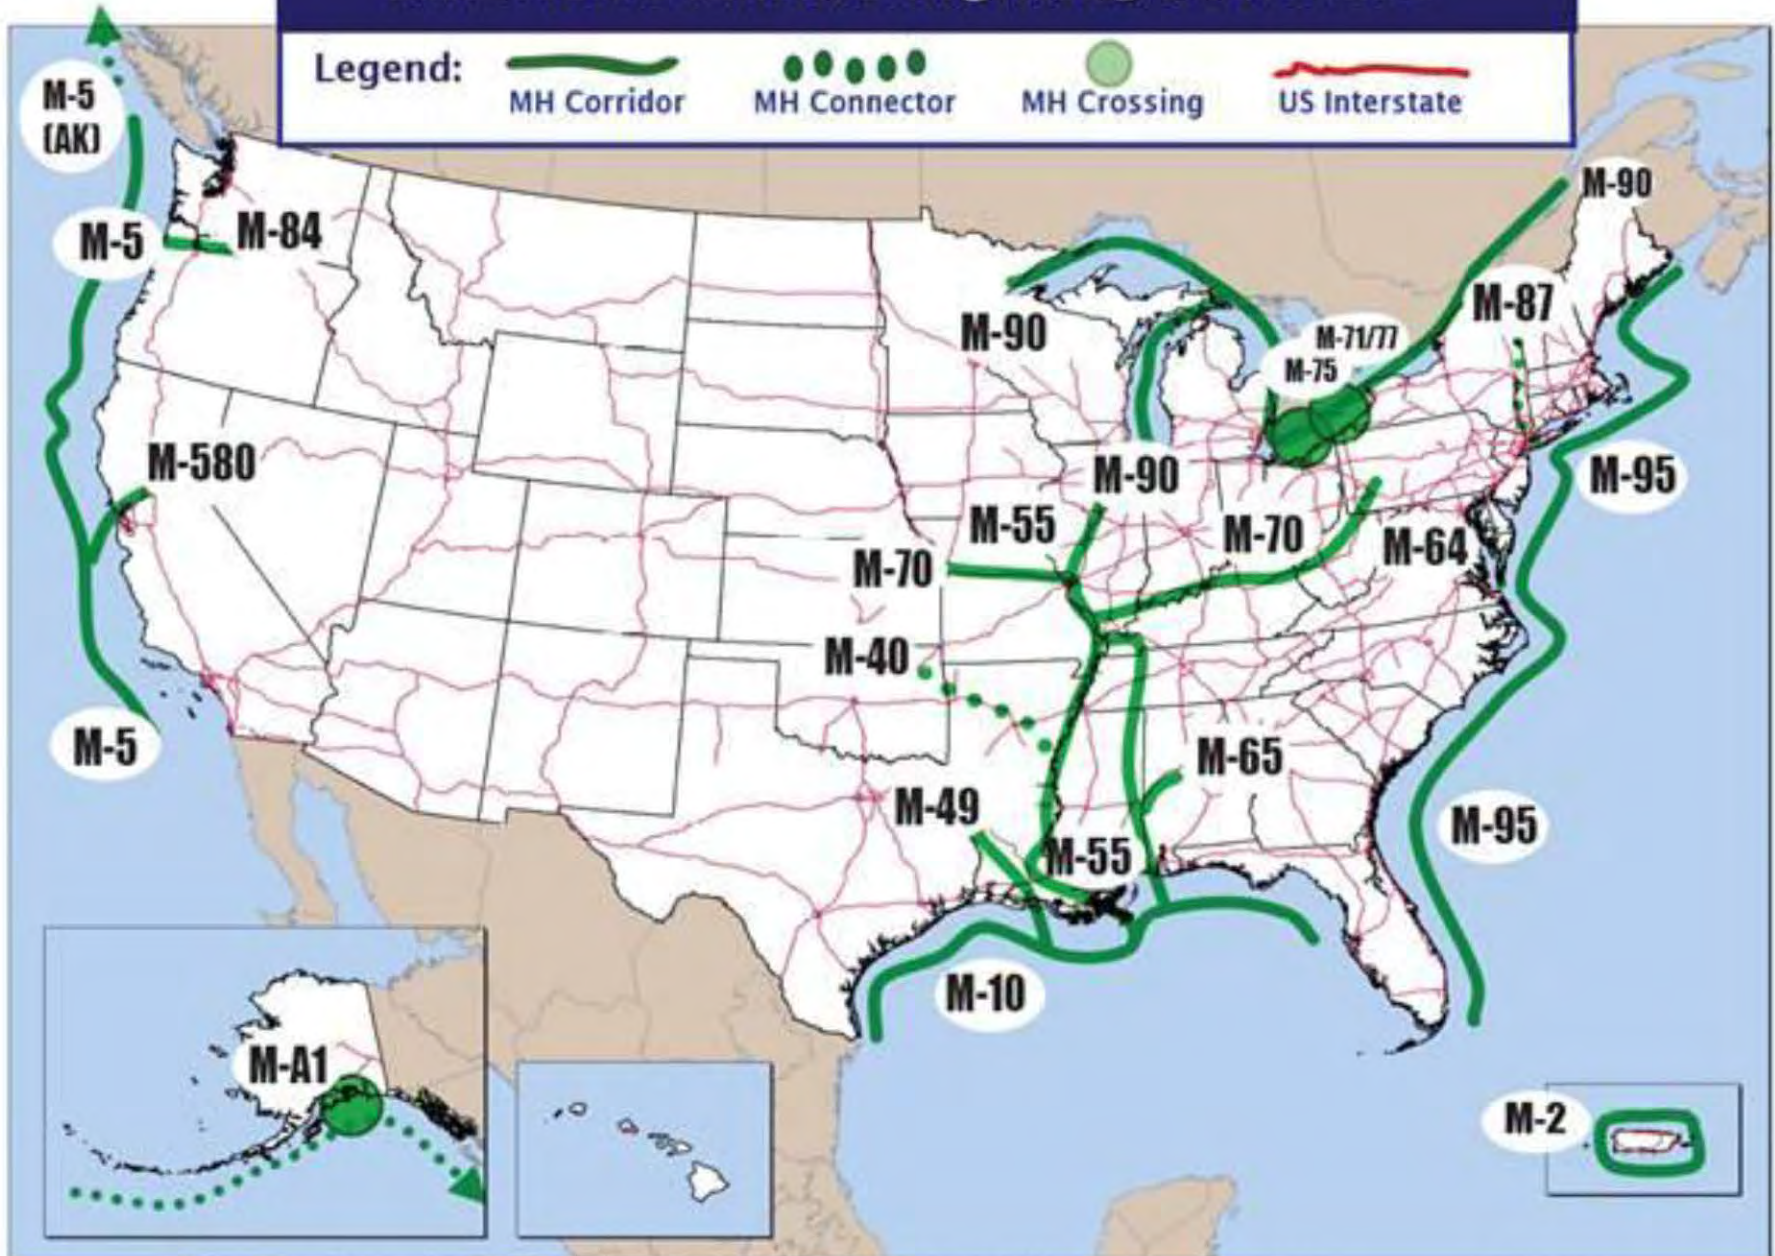 Legend:
MH Corridor
MH Connector
MH Crossing
US Interstate
M-5
(AK)
M-5
M-84
M-90
M-90
M-87
M-71/77
M-75
M-580
M-90
M-95
M-55
M-70
M-64
M-70
M-40
M-65
M-5
M-49
M-55
M-95
M-10
M-A1
M-2